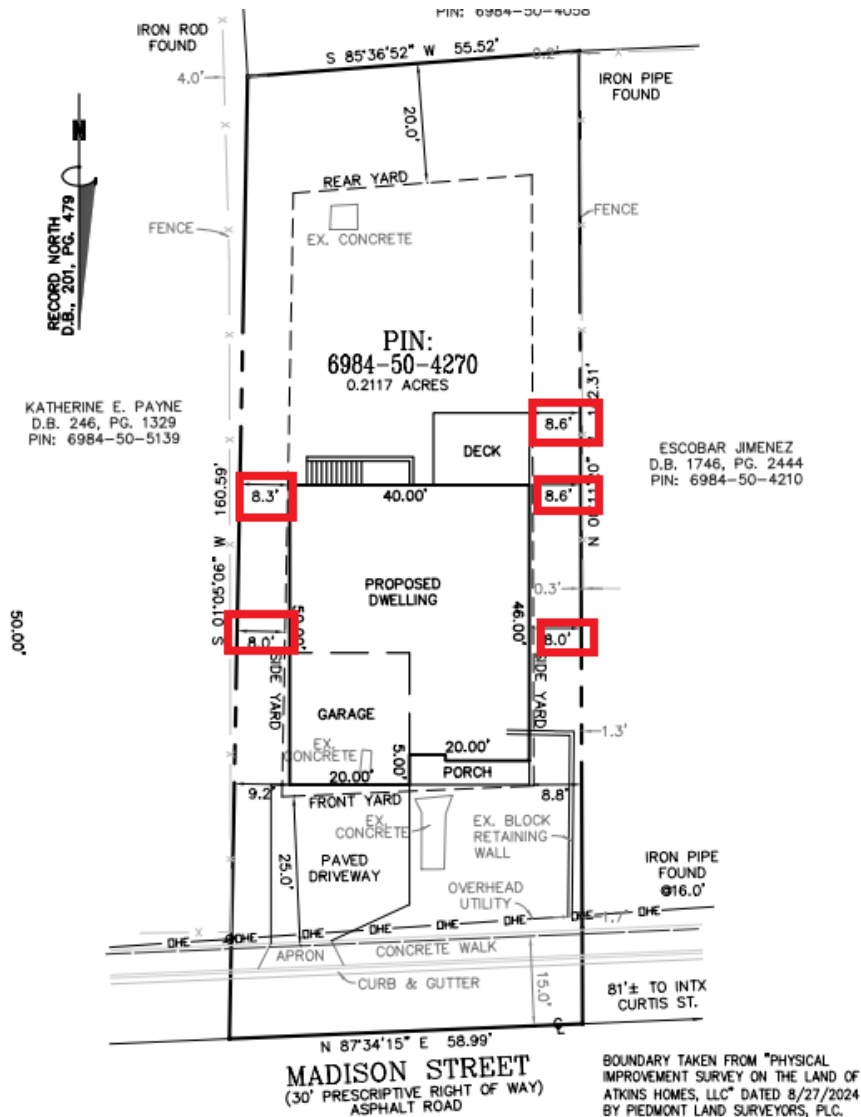 PIN: 6984-50-4058
IRON ROD
FOUND
S 85°36'52" W 55.52'
0.2'
4.0'
IRON PIPE
FOUND
20.0'
N
RECORD NORTH
D.B., 201, PG. 479
REAR YARD
FENCE
FENCE
EX. CONCRETE
PIN:
6984-50-4270
0.2117 ACRES
KATHERINE E. PAYNE
D.B. 246, PG. 1329
PIN: 6984-50-5139
8.6'
DECK
ESCOBAR JIMENEZ
D.B. 1746, PG. 2444
PIN: 6984-50-4210
S 01°05'06" W 160.59'
8.3'
40.00'
8.6'
PROPOSED
DWELLING
0.3'
50.00'
50.00'
46.00'
8.0'
8.0'
SIDE YARD
SIDE YARD
GARAGE
1.3'
EX.
CONCRETE
5.00'
20.00'
PORCH
20.00'
9.2'
8.8'
FRONT YARD
EX.
CONCRETE
EX. BLOCK
RETAINING
WALL
25.0'
PAVED
DRIVEWAY
IRON PIPE
FOUND
@16.0'
OVERHEAD
UTILITY
OHE OHE OHE OHE OHE OHE OHE
1.7'
APRON
CONCRETE WALK
CURB & GUTTER
15.0'
81'± TO INTX
CURTIS ST.
N 87°34'15" E 58.99'
MADISON STREET
(30' PRESCRIPTIVE RIGHT OF WAY)
ASPHALT ROAD
BOUNDARY TAKEN FROM "PHYSICAL
IMPROVEMENT SURVEY ON THE LAND OF
ATKINS HOMES, LLC" DATED 8/27/2024
BY PIEDMONT LAND SURVEYORS, PLC.